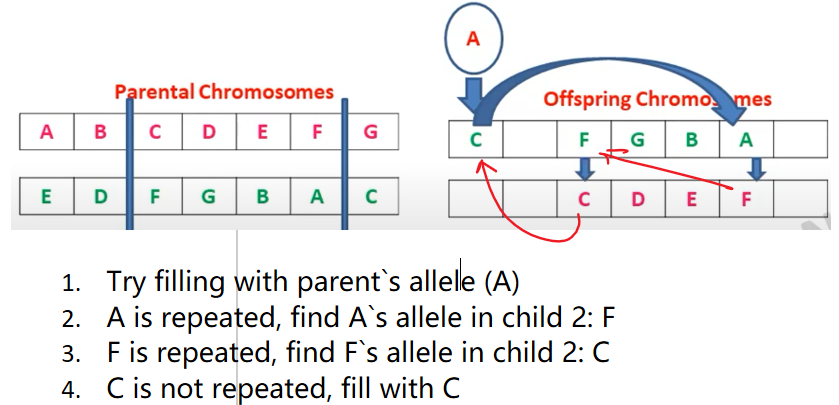 A
Parental Chromosomes
Offspring Chromo mes
A B C D E F G
C F G B A
E D F G B A C
C D E F
1. Try filling with parent`s allele (A)
2. A is repeated, find A`s allele in child 2: F
3. F is repeated, find F`s allele in child 2: C
4. C is not repeated, fill with C